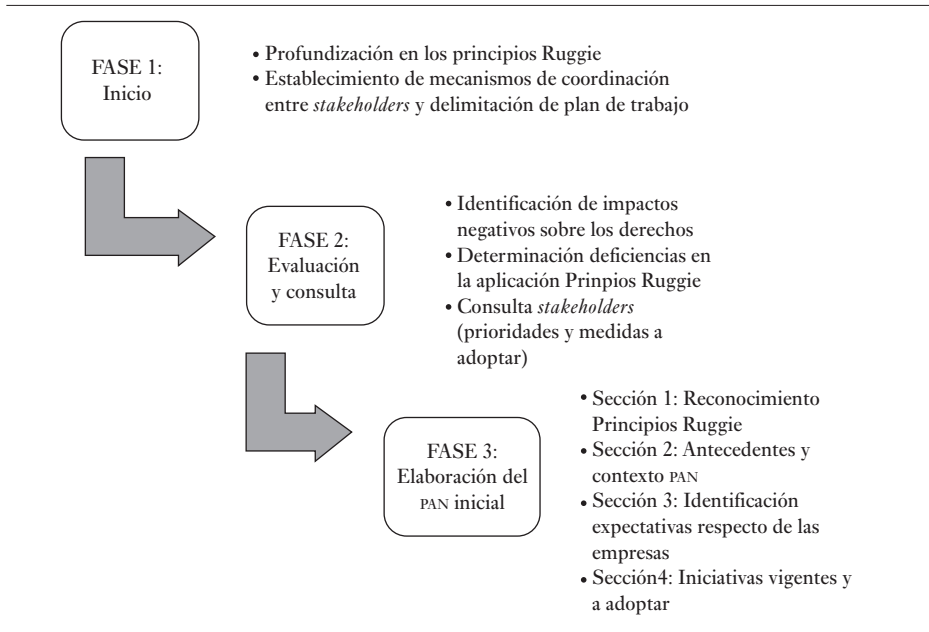 FASE 1:
Inicio
• Profundización en los principios Ruggie
• Establecimiento de mecanismos de coordinación
entre stakeholders y delimitación de plan de trabajo
FASE 2:
Evaluación
y consulta
• Identificación de impactos
negativos sobre los derechos
• Determinación deficiencias en
la aplicación Prinpios Ruggie
• Consulta stakeholders
(prioridades y medidas a
adoptar)
FASE 3:
Elaboración del
PAN inicial
• Sección 1: Reconocimiento
Principios Ruggie
• Sección 2: Antecedentes y
contexto PAN
• Sección 3: Identificación
expectativas respecto de las
empresas
• Sección4: Iniciativas vigentes y
a adoptar